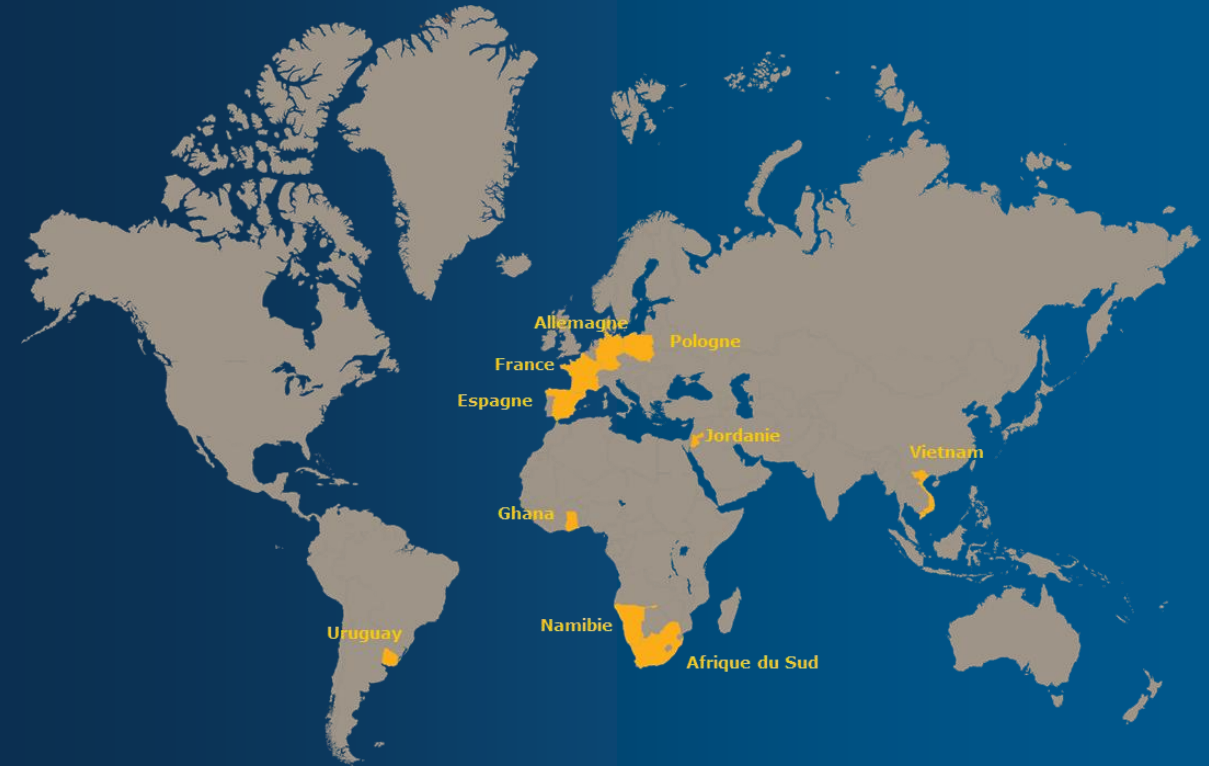 Allemagne
Pologne
France
Espagne
Jordanie
Vietnam
Ghana
Namibie
Uruguay
Afrique du Sud